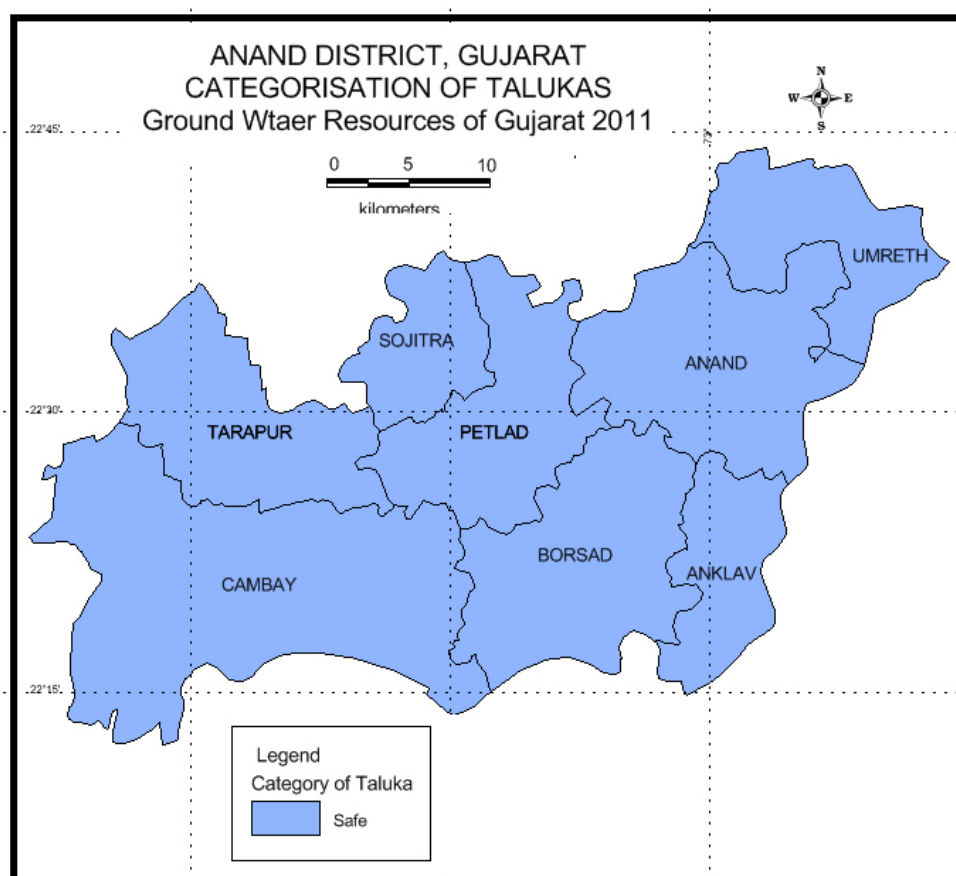 ANAND DISTRICT, GUJARAT
CATEGORISATION OF TALUKAS
Ground Wtaer Resources of Gujarat 2011
N
W E
S
22°45'
73°
0 5 10
kilometers
UMRETH
SOJITRA
ANAND
22°30'
TARAPUR
PETLAD
BORSAD
ANKLAV
CAMBAY
22°15'
Legend
Category of Taluka
Safe